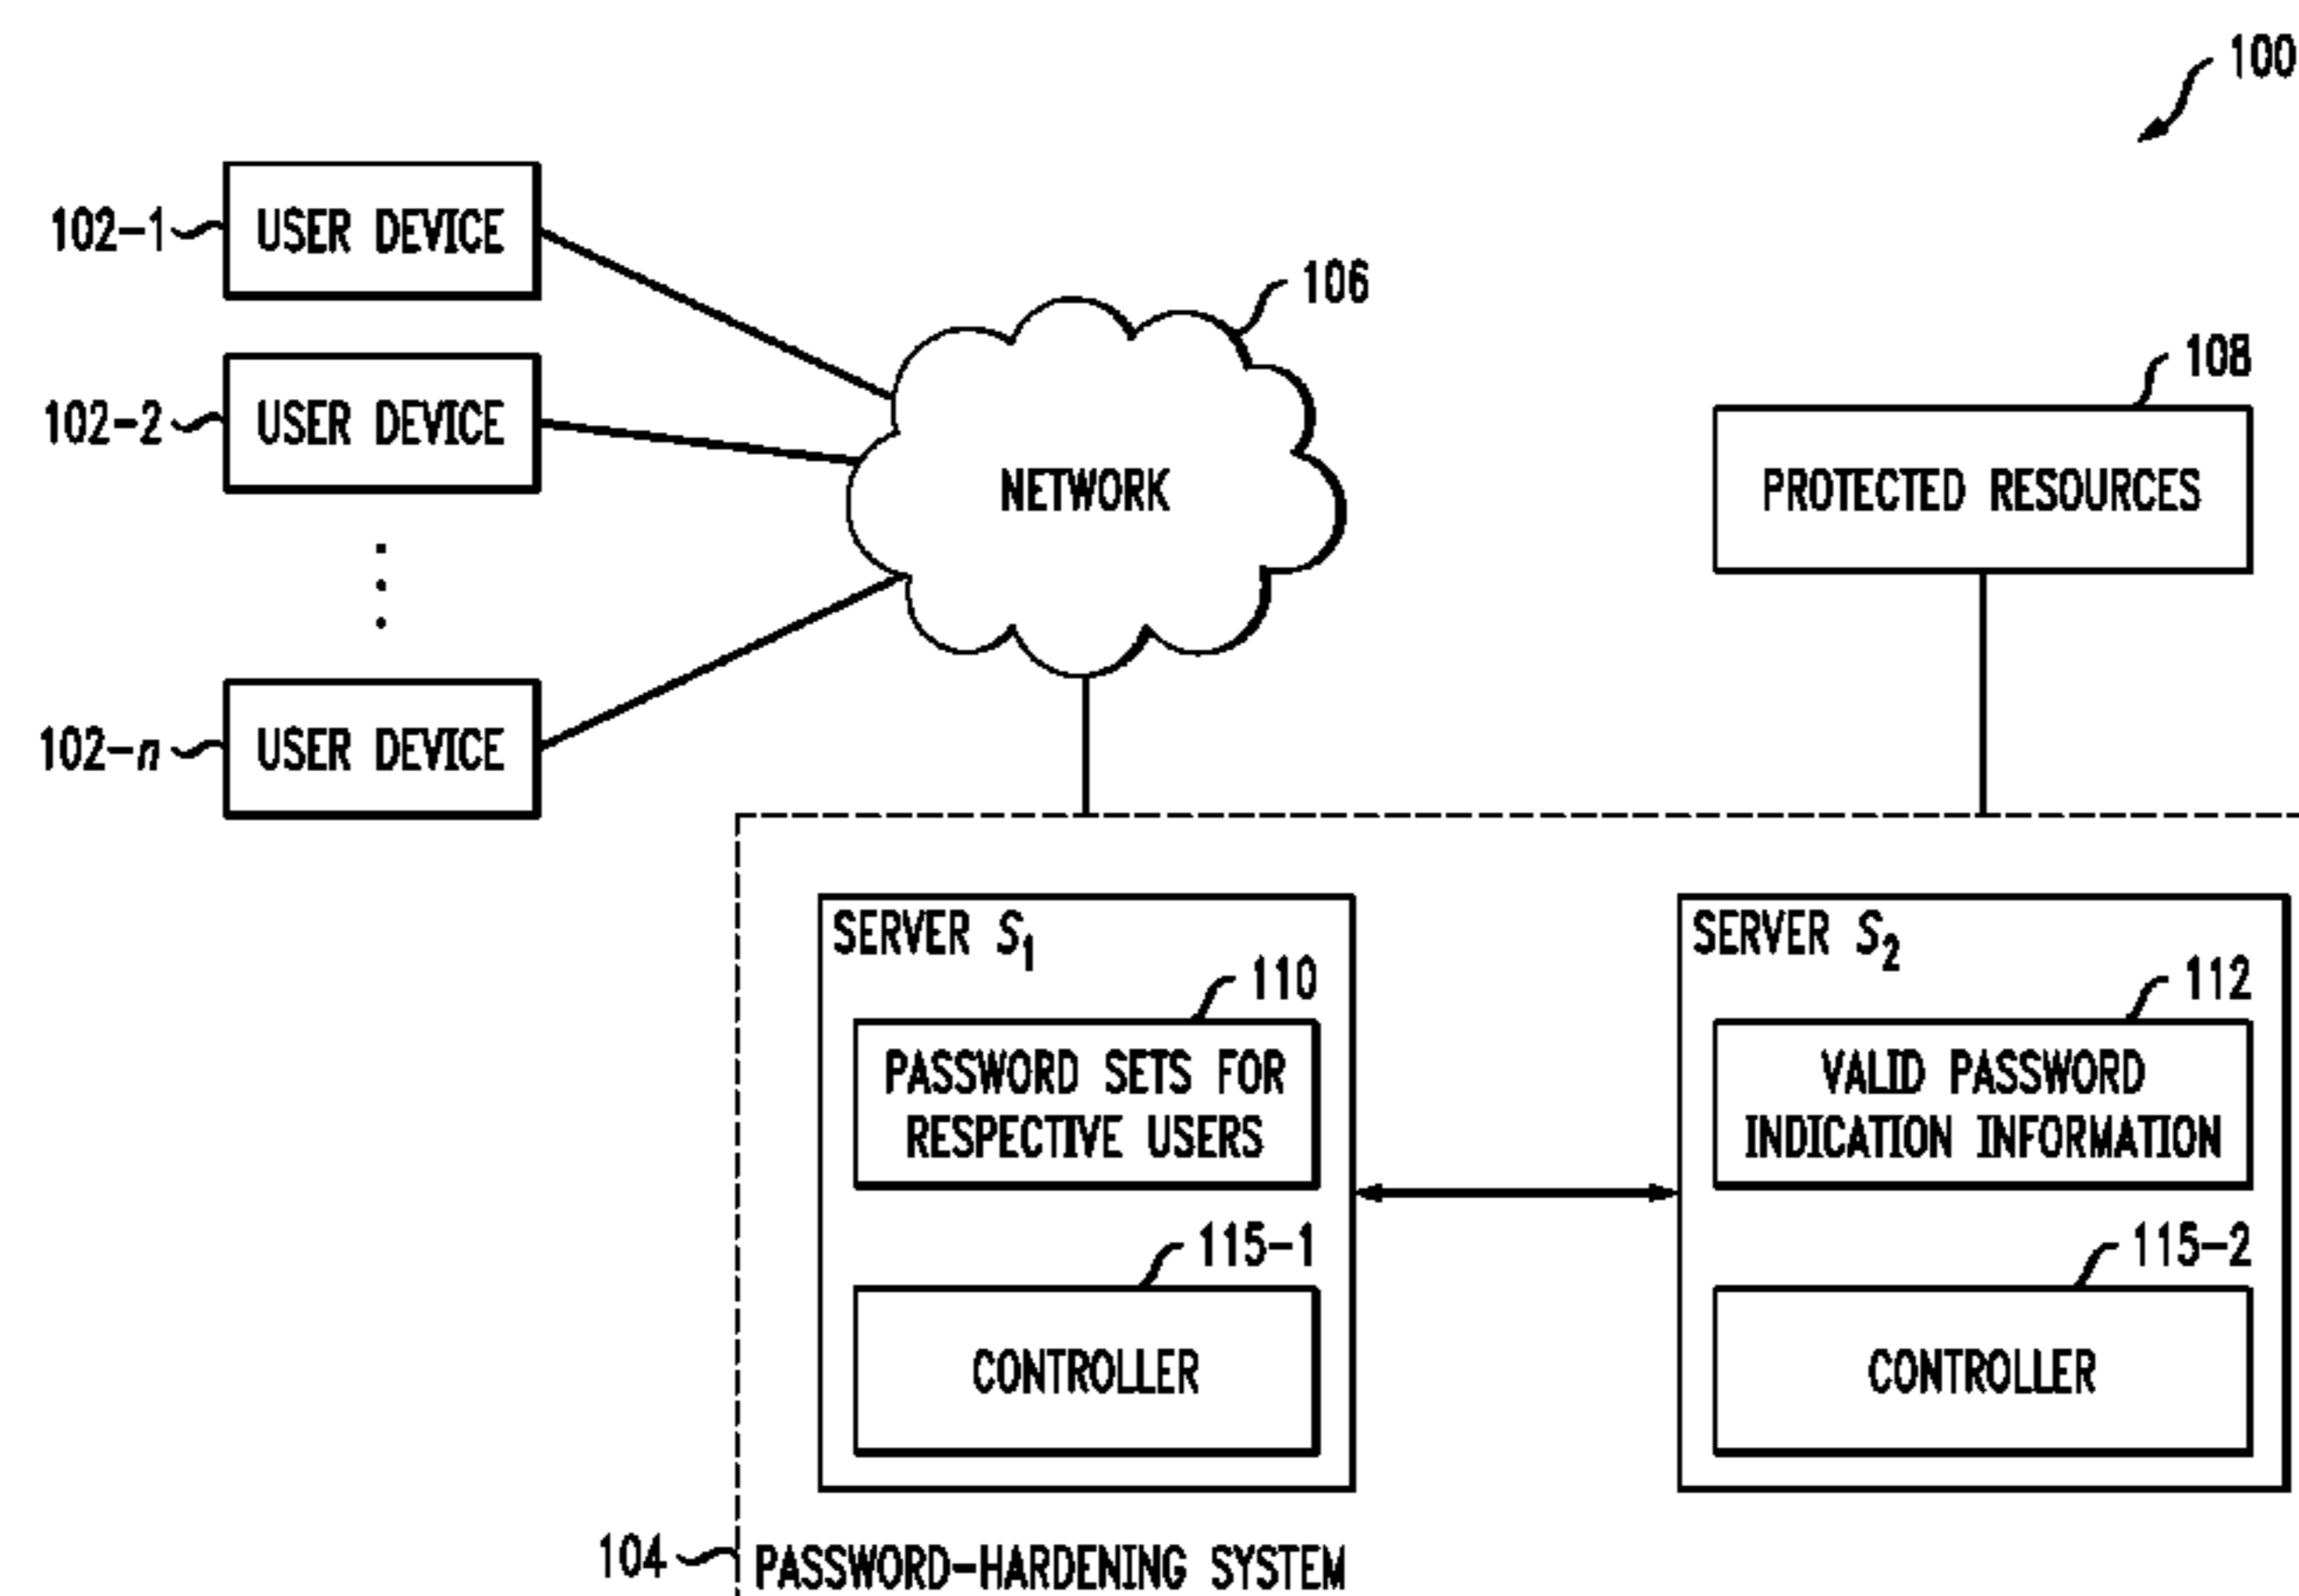 100
102-1 USER DEVICE
106
108
102-2 USER DEVICE
NETWORK
PROTECTED RESOURCES
102-n USER DEVICE
SERVER S1
110
PASSWORD SETS FOR
RESPECTIVE USERS
115-1
CONTROLLER
SERVER S2
112
VALID PASSWORD
INDICATION INFORMATION
115-2
CONTROLLER
104 PASSWORD-HARDENING SYSTEM